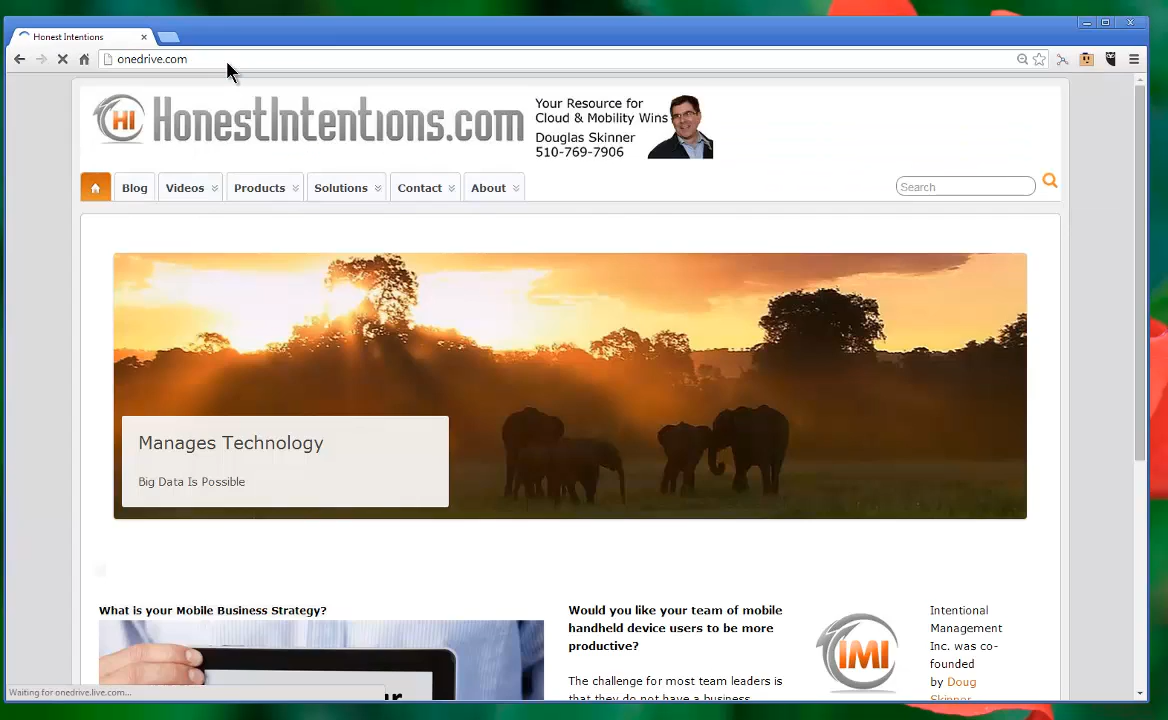 Honest Intentions
onedrive.com
HI HonestIntentions.com
Your Resource for
Cloud & Mobility Wins
Douglas Skinner
510-769-7906
Blog Videos Products Solutions Contact About Search
Manages Technology
Big Data Is Possible
What is your Mobile Business Strategy?
Would you like your team of mobile
handheld device users to be more
productive?
The challenge for most team leaders is
that they do not have a business
IMI
Intentional
Management
Inc. was co-
founded
by Doug
Skinner
Waiting for onedrive.live.com...